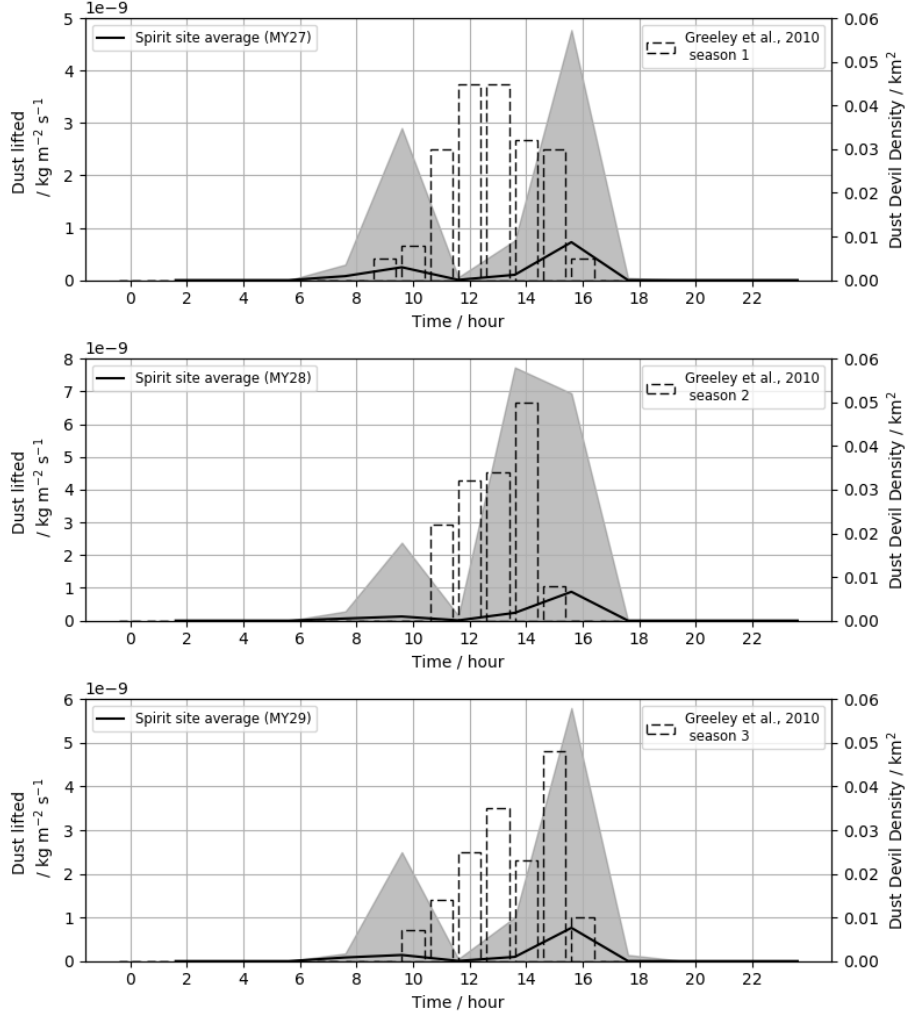 1e−9
Spirit site average (MY27)
Greeley et al., 2010
season 1
5
4
3
2
1
0
0.06
0.05
0.04
0.03
0.02
0.01
0.00
Dust lifted
/ kg m⁻² s⁻¹
Dust Devil Density / km²
0 2 4 6 8 10 12 14 16 18 20 22
Time / hour
1e−9
Spirit site average (MY28)
Greeley et al., 2010
season 2
8
7
6
5
4
3
2
1
0
0.06
0.05
0.04
0.03
0.02
0.01
0.00
Dust lifted
/ kg m⁻² s⁻¹
Dust Devil Density / km²
0 2 4 6 8 10 12 14 16 18 20 22
Time / hour
1e−9
Spirit site average (MY29)
Greeley et al., 2010
season 3
6
5
4
3
2
1
0
0.06
0.05
0.04
0.03
0.02
0.01
0.00
Dust lifted
/ kg m⁻² s⁻¹
Dust Devil Density / km²
0 2 4 6 8 10 12 14 16 18 20 22
Time / hour